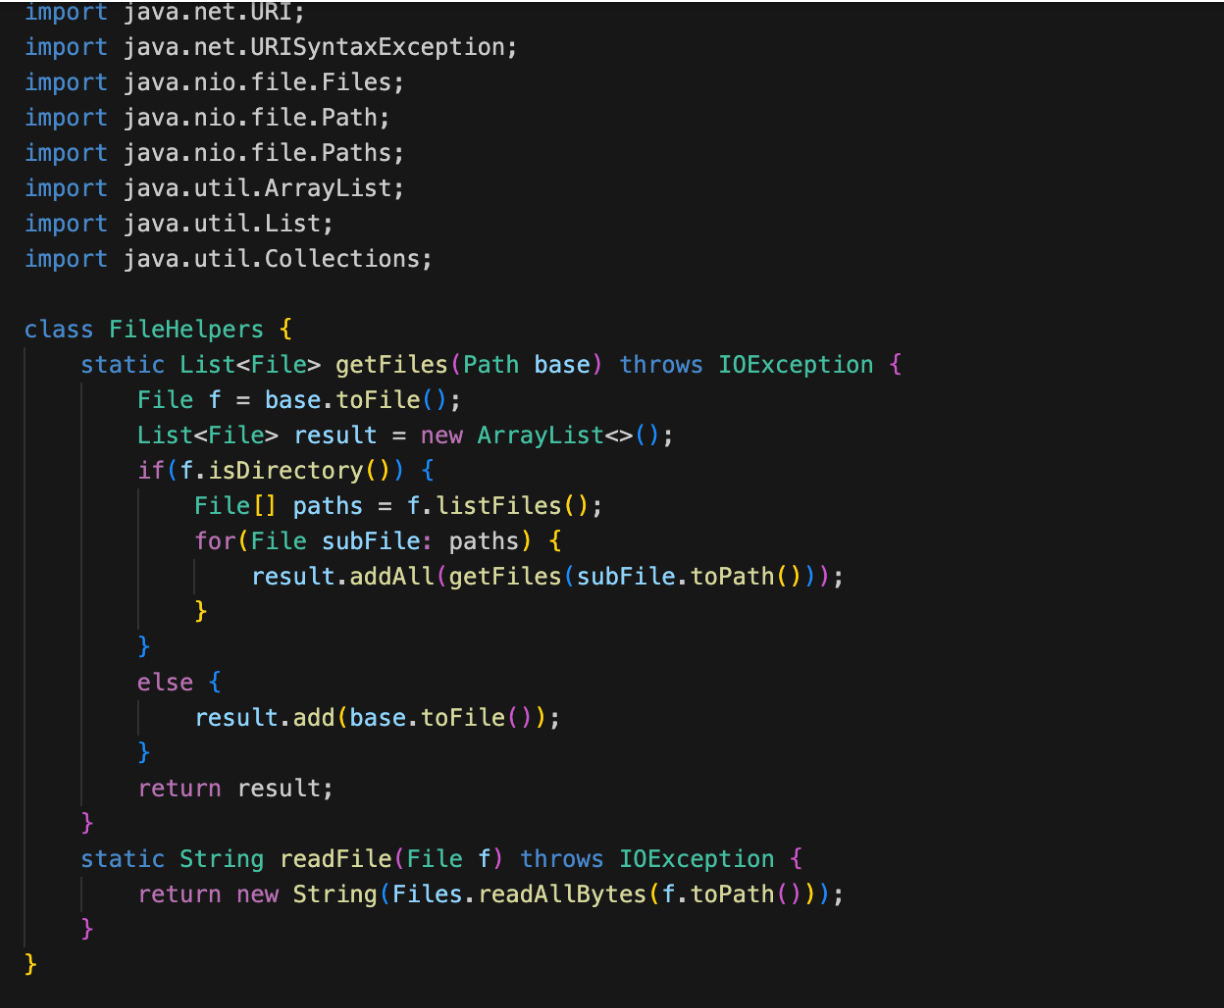 import java.net.URI;
import java.net.URISyntaxException;
import java.nio.file.Files;
import java.nio.file.Path;
import java.nio.file.Paths;
import java.util.ArrayList;
import java.util.List;
import java.util.Collections;

class FileHelpers {
    static List<File> getFiles(Path base) throws IOException {
        File f = base.toFile();
        List<File> result = new ArrayList<>();
        if(f.isDirectory()) {
            File[] paths = f.listFiles();
            for(File subFile: paths) {
                result.addAll(getFiles(subFile.toPath()));
            }
        }
        else {
            result.add(base.toFile());
        }
        return result;
    }
    static String readFile(File f) throws IOException {
        return new String(Files.readAllBytes(f.toPath()));
    }
}